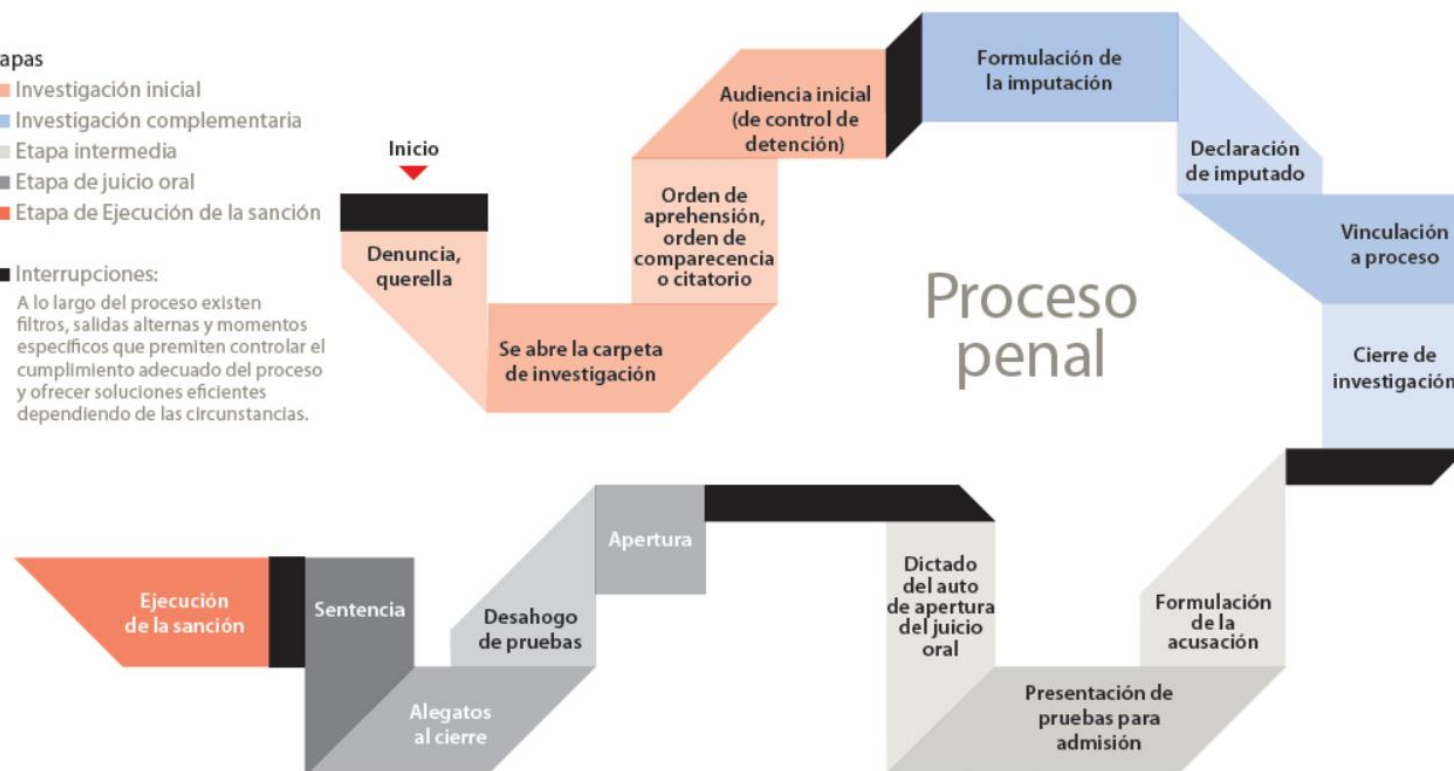 apas
Investigación inicial
Investigación complementaria
Etapa intermedia
Etapa de juicio oral
Etapa de Ejecución de la sanción
Interrupciones:
A lo largo del proceso existen
filtros, salidas alternas y momentos
específicos que premiten controlar el
cumplimiento adecuado del proceso
y ofrecer soluciones eficientes
dependiendo de las circunstancias.
Inicio
Denuncia,
querella
Se abre la carpeta
de investigación
Orden de
aprehensión,
orden de
comparecencia
o citatorio
Audiencia inicial
(de control de
detención)
Formulación de
la imputación
Declaración
de imputado
Vinculación
a proceso
Cierre de
investigación
Proceso
penal
Formulación
de la
acusación
Presentación de
pruebas para
admisión
Dictado
del auto
de apertura
del juicio
oral
Apertura
Desahogo
de pruebas
Alegatos
al cierre
Sentencia
Ejecución
de la sanción